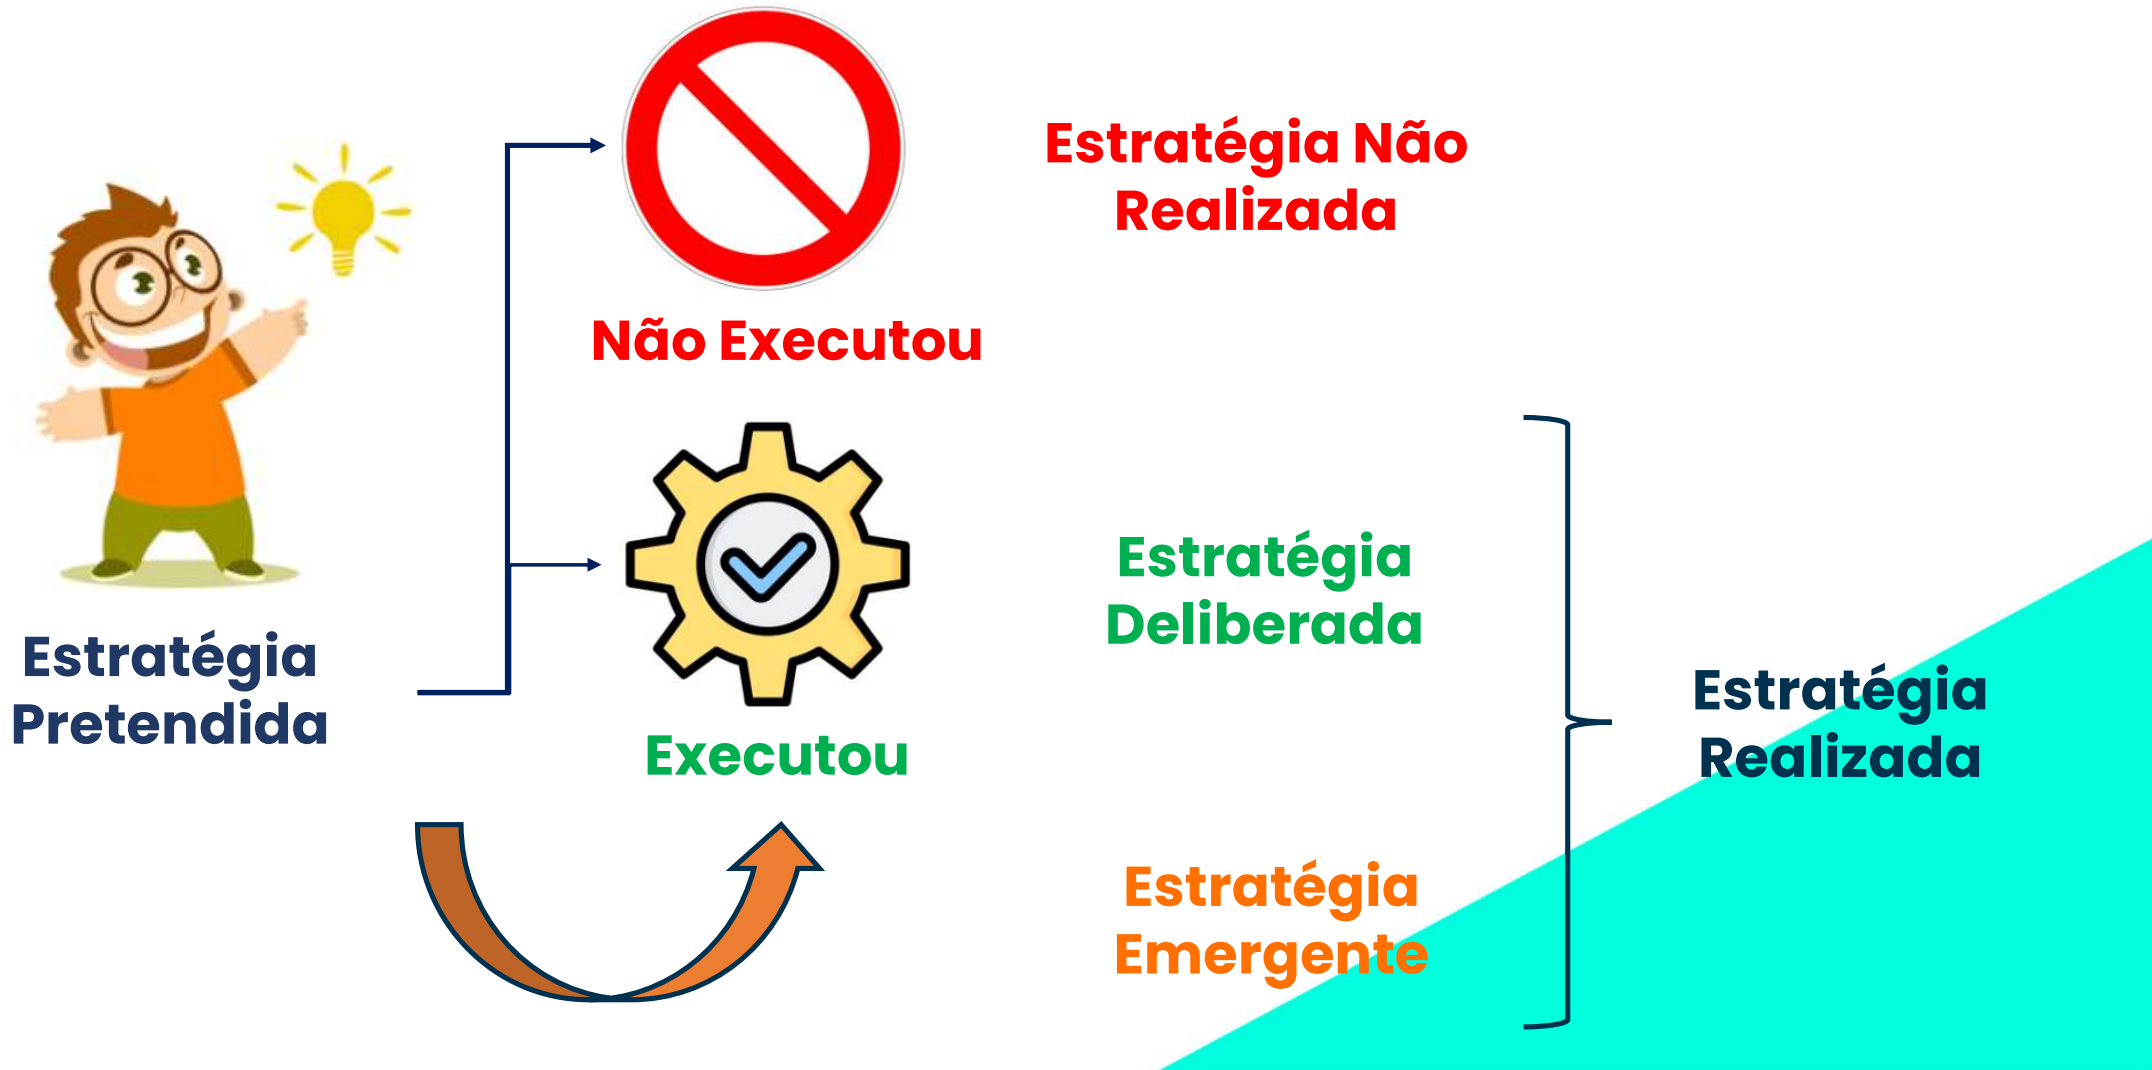 Estratégia
Pretendida
Não Executou
Estratégia Não
Realizada
Executou
Estratégia
Deliberada
Estratégia
Emergente
Estratégia
Realizada